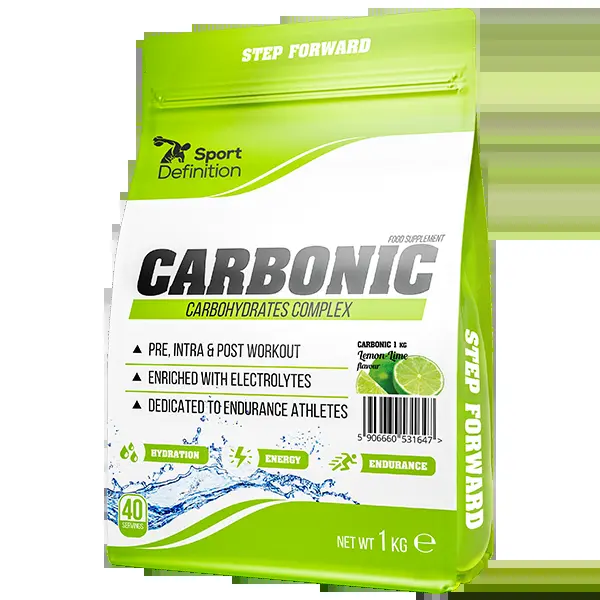 STEP FORWARD
Sport
Definition
FOOD SUPPLEMENT
CARBONIC
CARBOHYDRATES COMPLEX
▲ PRE, INTRA & POST WORKOUT
▲ ENRICHED WITH ELECTROLYTES
▲ DEDICATED TO ENDURANCE ATHLETES
CARBONIC 1 KG
Lemon-Lime
flavour
5 906660 531647 >
HYDRATION
ENERGY
ENDURANCE
40
SERVINGS
NET WT 1 KG ℮
STEP FORWARD